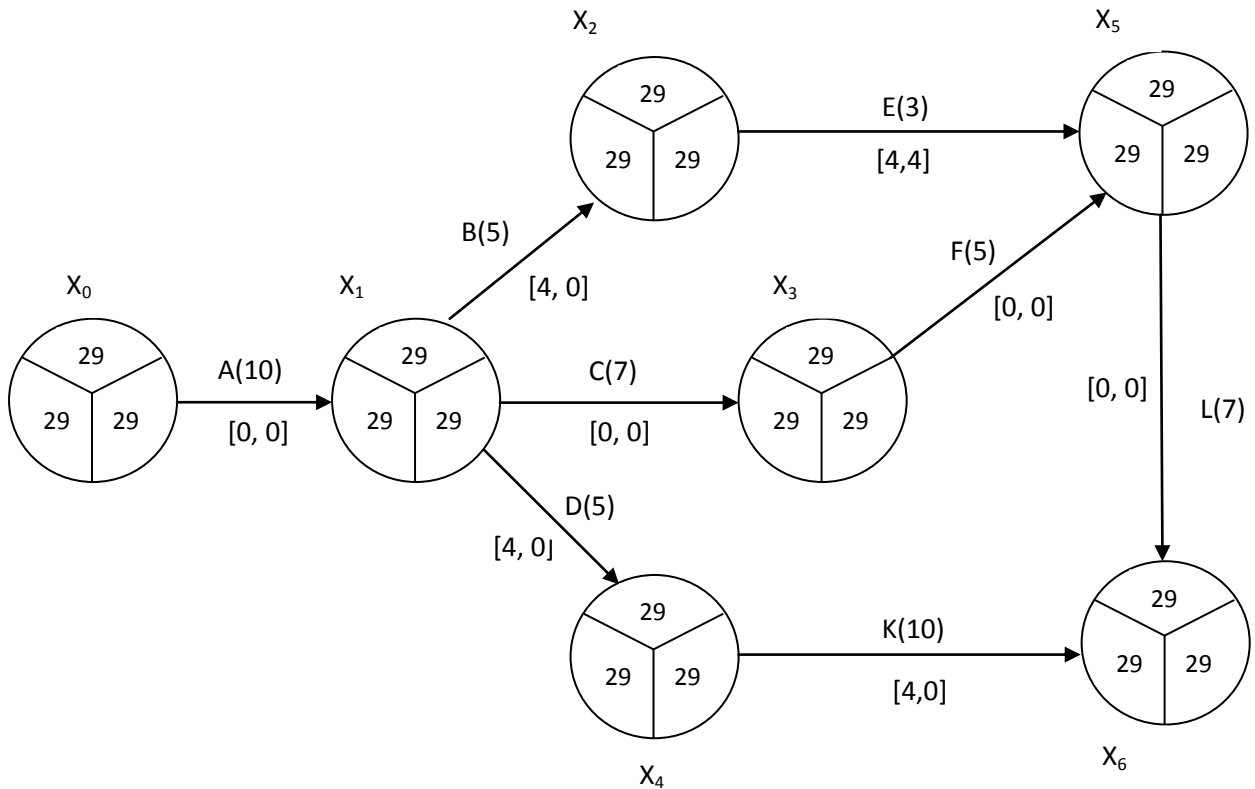 X₂
X₅
29
29 29
E(3)
[4,4]
29
29 29
B(5)
[4, 0]
F(5)
[0, 0]
X₀
X₁
X₃
29
29 29
A(10)
[0, 0]
29
29 29
C(7)
[0, 0]
29
29 29
[0, 0]
L(7)
D(5)
[4, 0]
29
29 29
K(10)
[4,0]
29
29 29
X₄
X₆